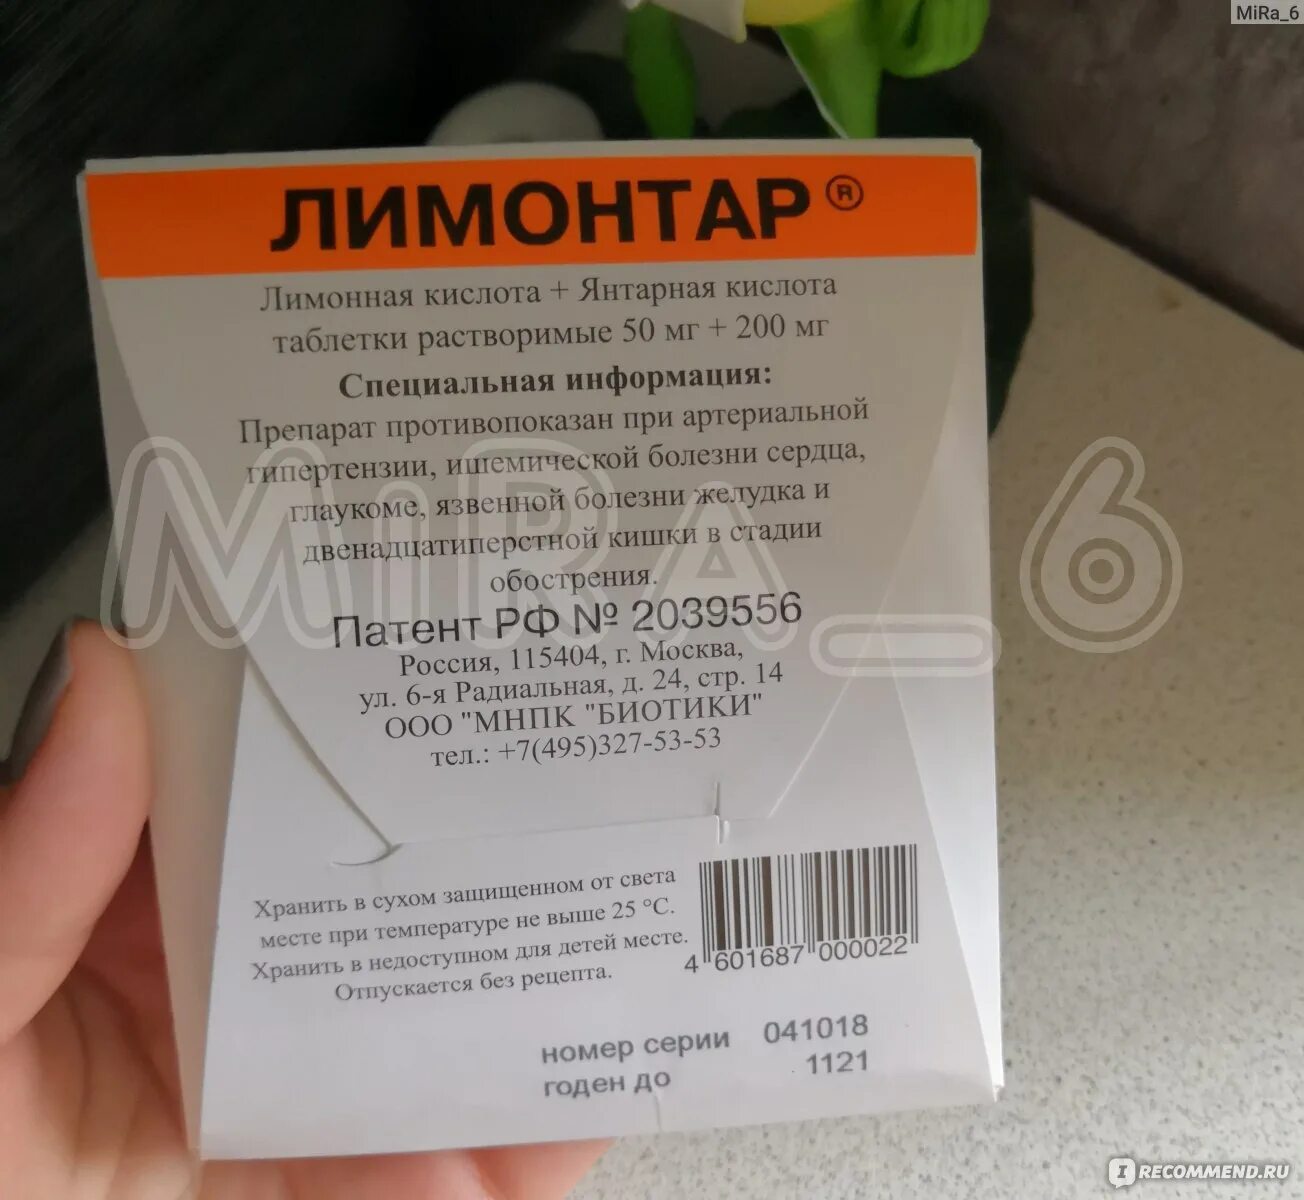 MiRa_6
ЛИМОНТАР®
Лимонная кислота + Янтарная кислота
таблетки растворимые 50 мг + 200 мг
Специальная информация:
Препарат противопоказан при артериальной
гипертензии, ишемической болезни сердца,
глаукоме, язвенной болезни желудка и
двенадцатиперстной кишки в стадии
обострения.
MiRa_6
Патент РФ № 2039556
Россия, 115404, г. Москва,
ул. 6-я Радиальная, д. 24, стр. 14
ООО "МНПК "БИОТИКИ"
тел.: +7(495)327-53-53
Хранить в сухом защищенном от света
месте при температуре не выше 25 °С.
Хранить в недоступном для детей месте.
Отпускается без рецепта.
4 601687 000022
номер серии 041018
годен до 1121
IRECOMMEND.RU